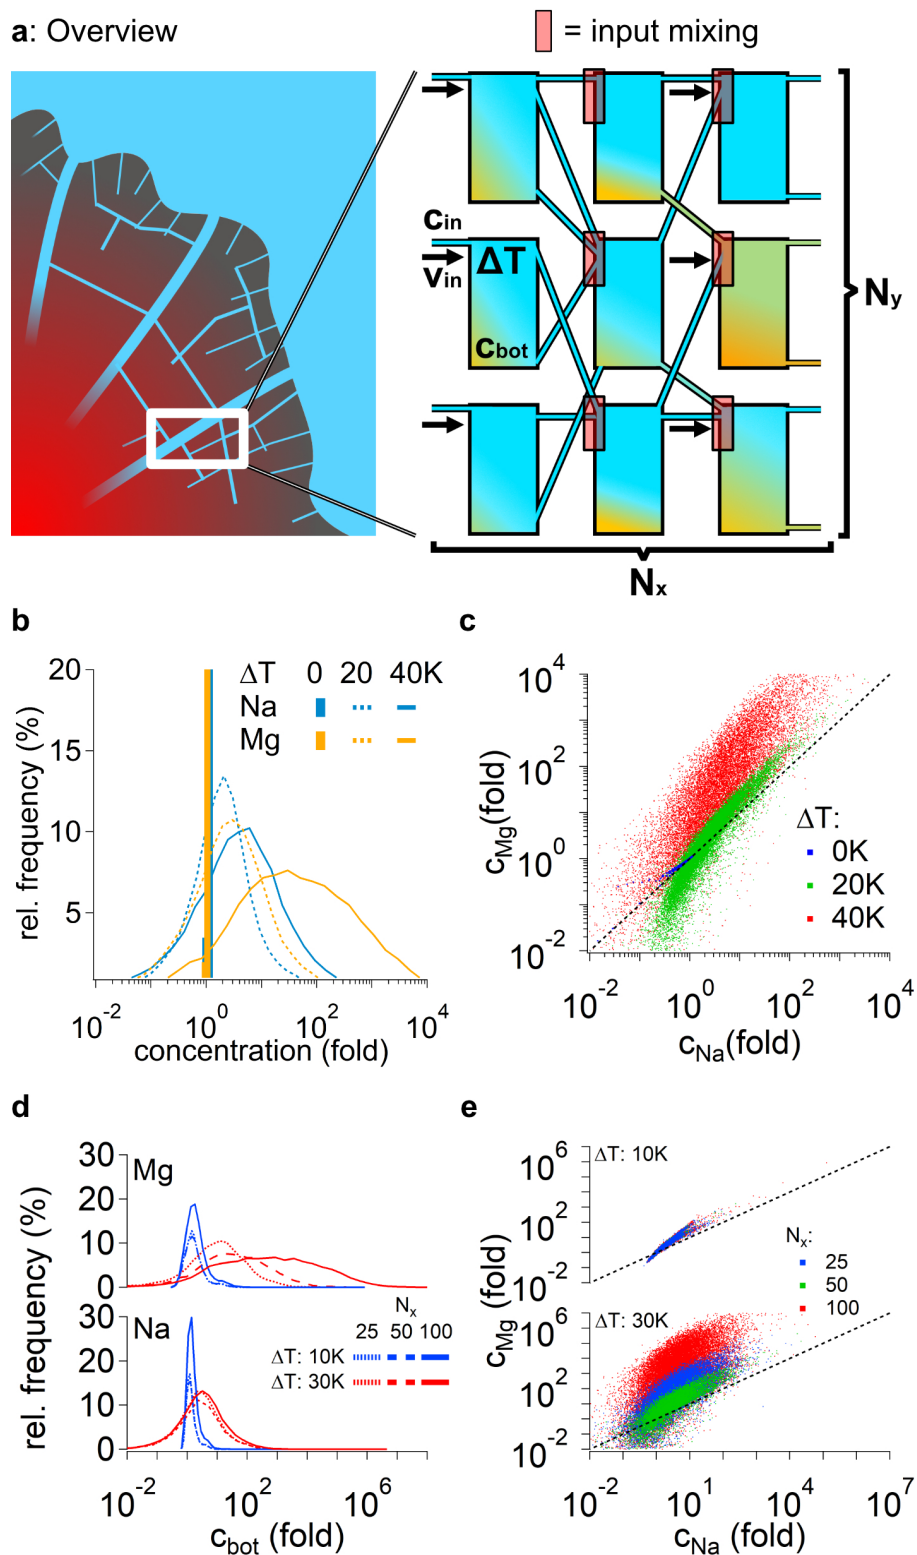 a: Overview
= input mixing
cin
vin
ΔT
cbot
Ny
Nx
b
ΔT 0 20 40K
Na
Mg
rel. frequency (%)
20
15
10
5
10-2 100 102 104
concentration (fold)
c
cMg(fold)
104
102
100
10-2
ΔT:
0K
20K
40K
10-2 100 102 104
cNa(fold)
d
rel. frequency (%)
30
20
10
0
Mg
30
20
10
0
Na
Nx
25 50 100
ΔT: 10K
ΔT: 30K
10-2 102 106
cbot (fold)
e
cMg (fold)
106
102
10-2
ΔT: 10K
Nx:
25
50
100
106
102
10-2
ΔT: 30K
10-2 101 104 107
cNa (fold)